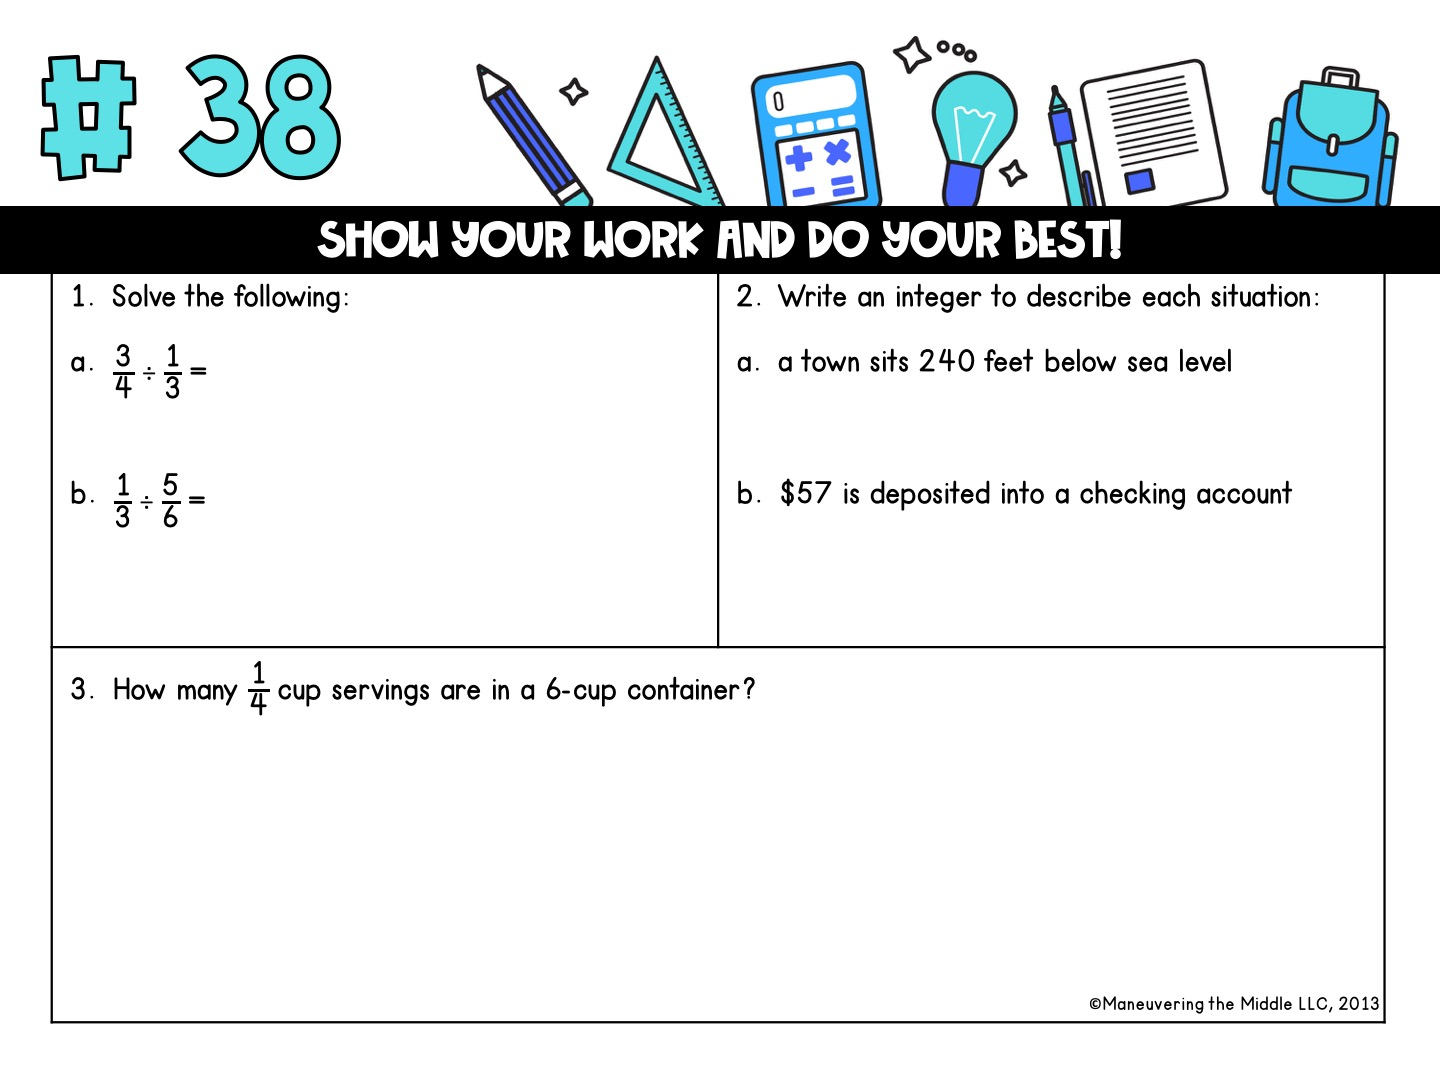 # 38
SHOW YOUR WORK AND DO YOUR BEST!
1. Solve the following:
a. 3/4 ÷ 1/3 =
b. 1/3 ÷ 5/6 =
2. Write an integer to describe each situation:
a. a town sits 240 feet below sea level
b. $57 is deposited into a checking account
3. How many 1/4 cup servings are in a 6-cup container?
©Maneuvering the Middle LLC, 2013